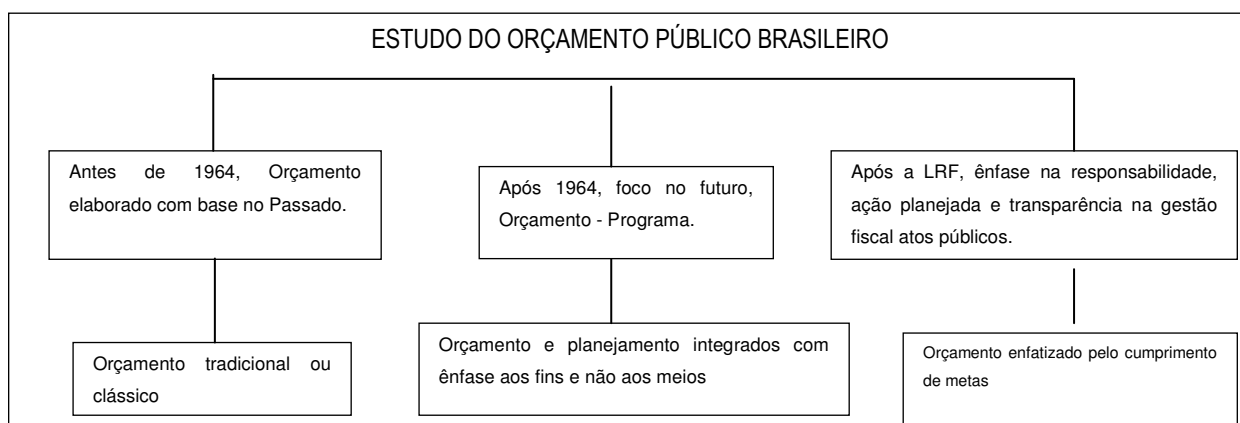 ESTUDO DO ORÇAMENTO PÚBLICO BRASILEIRO
Antes de 1964, Orçamento
elaborado com base no Passado.
Após 1964, foco no futuro,
Orçamento - Programa.
Após a LRF, ênfase na responsabilidade,
ação planejada e transparência na gestão
fiscal atos públicos.
Orçamento tradicional ou
clássico
Orçamento e planejamento integrados com
ênfase aos fins e não aos meios
Orçamento enfatizado pelo cumprimento
de metas